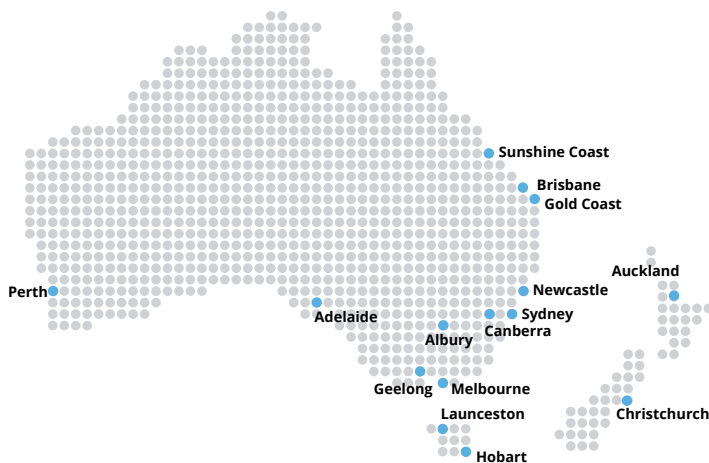 Sunshine Coast
Brisbane
Gold Coast
Auckland
Perth
Newcastle
Adelaide
Sydney
Canberra
Albury
Geelong
Melbourne
Launceston
Christchurch
Hobart